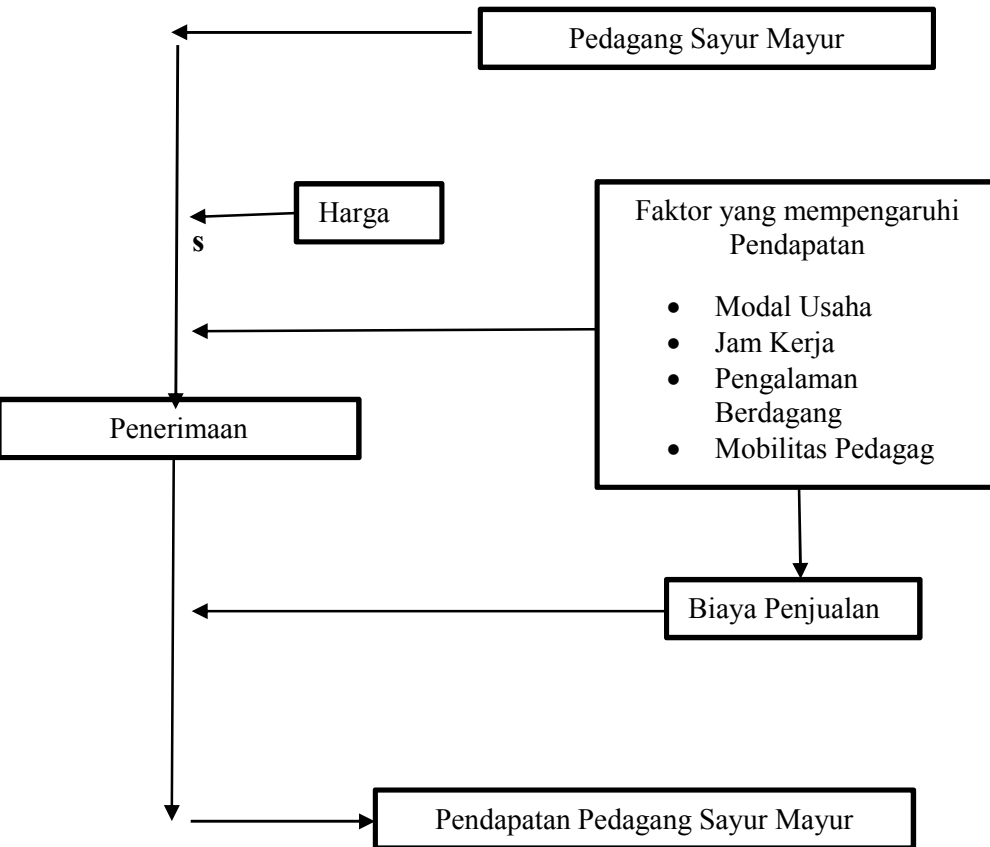 Pedagang Sayur Mayur
Harga
s
Faktor yang mempengaruhi
Pendapatan
• Modal Usaha
• Jam Kerja
• Pengalaman
Berdagang
• Mobilitas Pedagag
Penerimaan
Biaya Penjualan
Pendapatan Pedagang Sayur Mayur